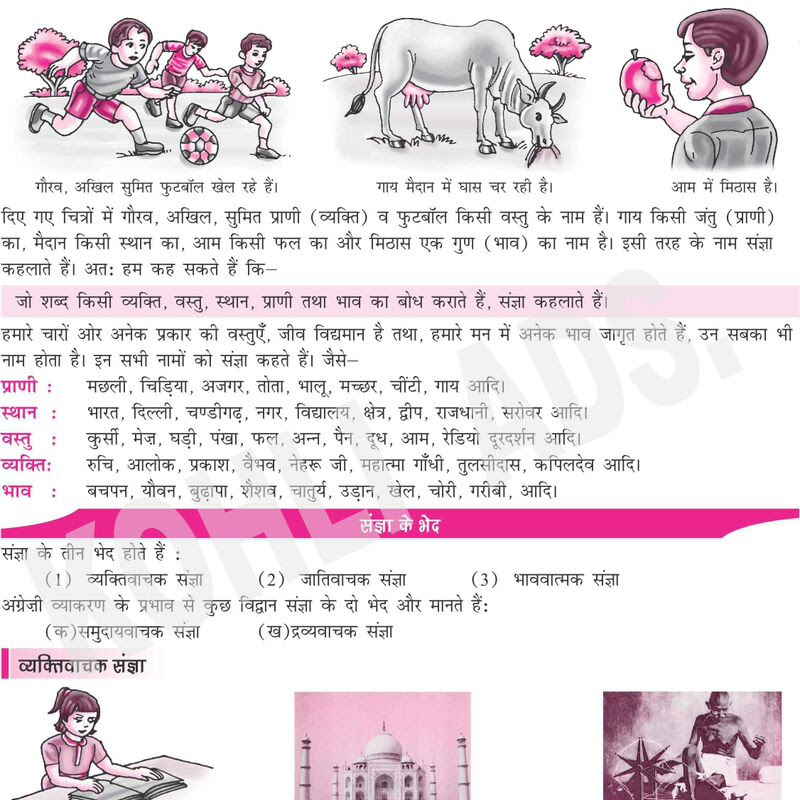 गौरव, अखिल सुमित फुटबॉल खेल रहे हैं।
गाय मैदान में घास चर रही है।
आम में मिठास है।
दिए गए चित्रों में गौरव, अखिल, सुमित प्राणी (व्यक्ति) व फुटबॉल किसी वस्तु के नाम हैं। गाय किसी जंतु (प्राणी)
का, मैदान किसी स्थान का, आम किसी फल का और मिठास एक गुण (भाव) का नाम है। इसी तरह के नाम संज्ञा
कहलाते हैं। अतः हम कह सकते हैं कि–
जो शब्द किसी व्यक्ति, वस्तु, स्थान, प्राणी तथा भाव का बोध कराते हैं, संज्ञा कहलाते हैं।
हमारे चारों ओर अनेक प्रकार की वस्तुएँ, जीव विद्यमान है तथा, हमारे मन में अनेक भाव जागृत होते हैं, उन सबका भी
नाम होता है। इन सभी नामों को संज्ञा कहते हैं। जैसे–
प्राणी : मछली, चिड़िया, अजगर, तोता, भालू, मच्छर, चींटी, गाय आदि।
स्थान : भारत, दिल्ली, चण्डीगढ़, नगर, विद्यालय, क्षेत्र, द्वीप, राजधानी, सरोवर आदि।
वस्तु : कुर्सी, मेज़, घड़ी, पंखा, फल, अन्न, पैन, दूध, आम, रेडियो दूरदर्शन आदि।
व्यक्ति: रुचि, आलोक, प्रकाश, वैभव, नेहरू जी, महात्मा गाँधी, तुलसीदास, कपिलदेव आदि।
भाव : बचपन, यौवन, बुढ़ापा, शैशव, चातुर्य, उड़ान, खेल, चोरी, गरीबी, आदि।
संज्ञा के भेद
संज्ञा के तीन भेद होते हैं :
(1) व्यक्तिवाचक संज्ञा (2) जातिवाचक संज्ञा (3) भाववात्मक संज्ञा
अंग्रेजी व्याकरण के प्रभाव से कुछ विद्वान संज्ञा के दो भेद और मानते हैं:
(क)समुदायवाचक संज्ञा (ख)द्रव्यवाचक संज्ञा
व्यक्तिवाचक संज्ञा
KOHLI ADS.